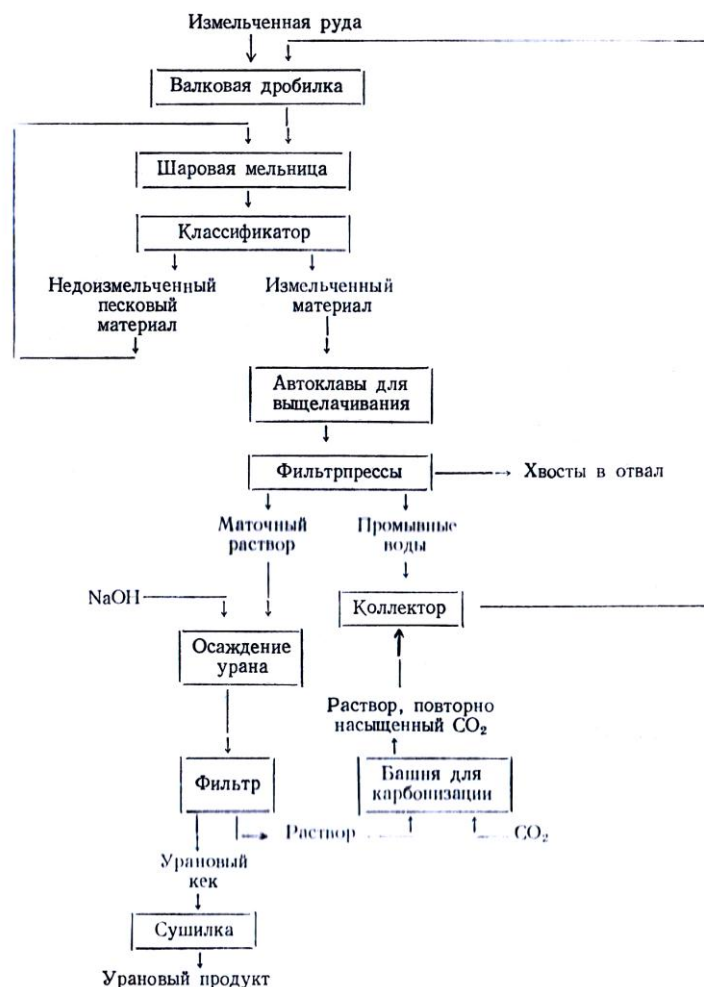 Измельченная руда
Валковая дробилка
Шаровая мельница
Классификатор
Недоизмельченный
песковый
материал
Измельченный
материал
Автоклавы для
выщелачивания
Фильтрпрессы
Хвосты в отвал
Маточный
раствор
Промывные
воды
NaOH
Коллектор
Осаждение
урана
Раствор, повторно
насыщенный CO₂
Фильтр
Башня для
карбонизации
Раствор
CO₂
Урановый
кек
Сушилка
Урановый продукт